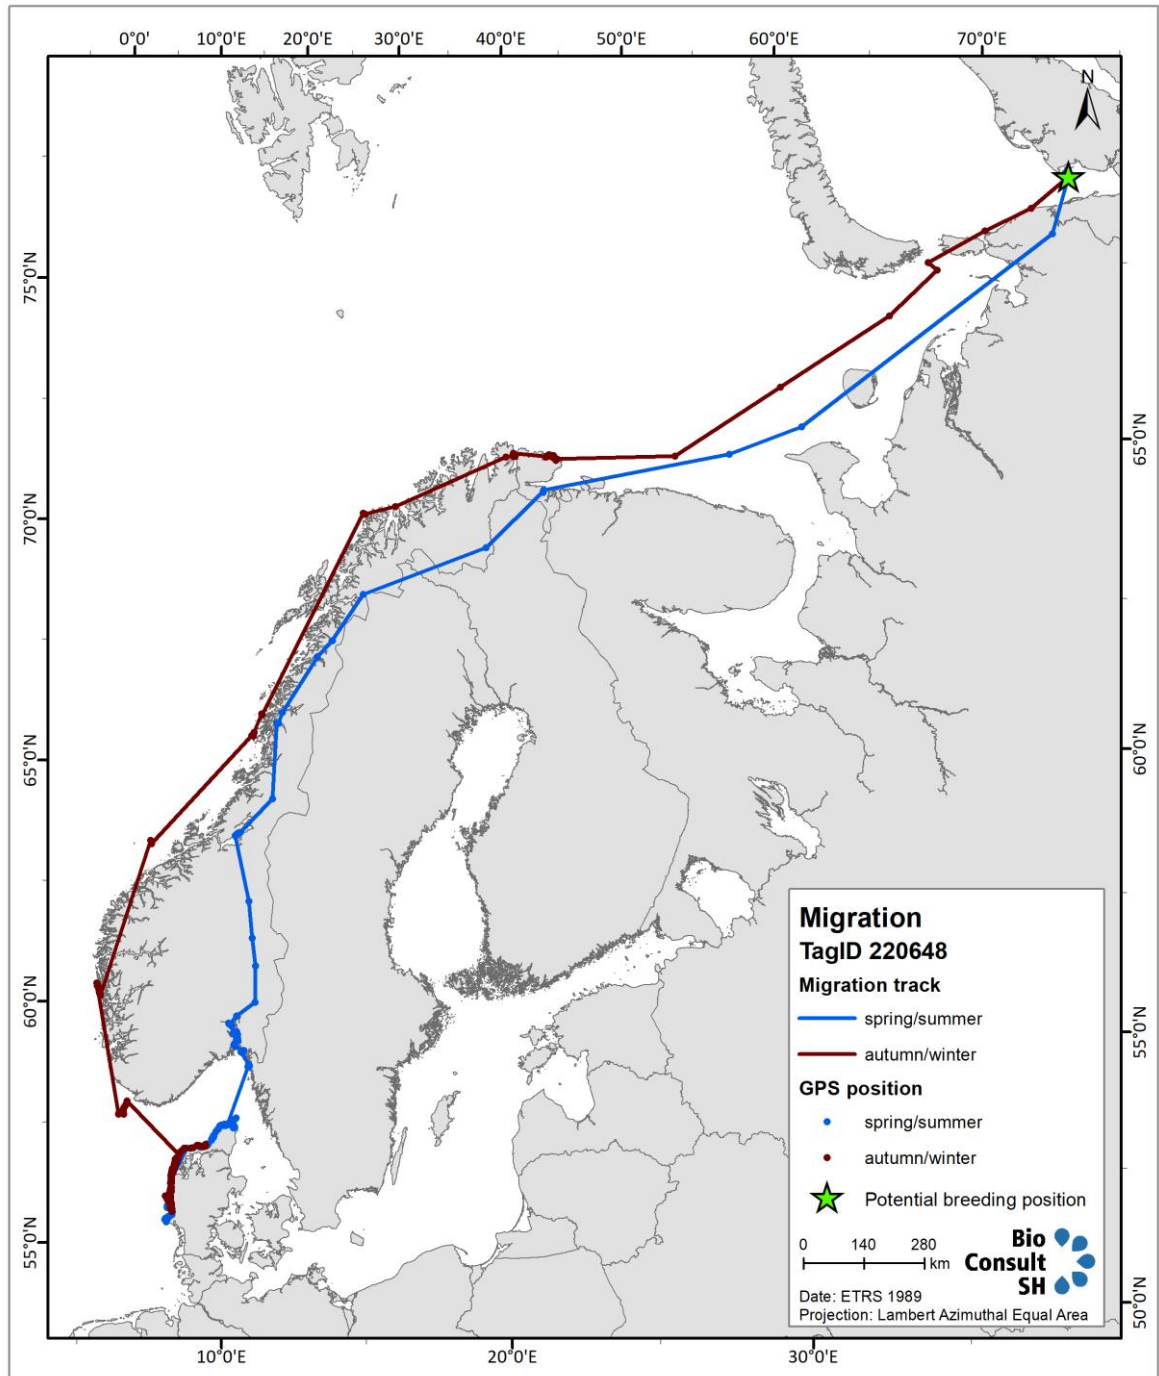 0°0' 10°0'E 20°0'E 30°0'E 40°0'E 50°0'E 60°0'E 70°0'E
N
75°0'N
70°0'N
65°0'N
60°0'N
55°0'N
65°0'N
60°0'N
55°0'N
50°0'N
Migration
TagID 220648
Migration track
spring/summer
autumn/winter
GPS position
spring/summer
autumn/winter
Potential breeding position
0 140 280
km
Bio
Consult
SH
Date: ETRS 1989
Projection: Lambert Azimuthal Equal Area
10°0'E 20°0'E 30°0'E